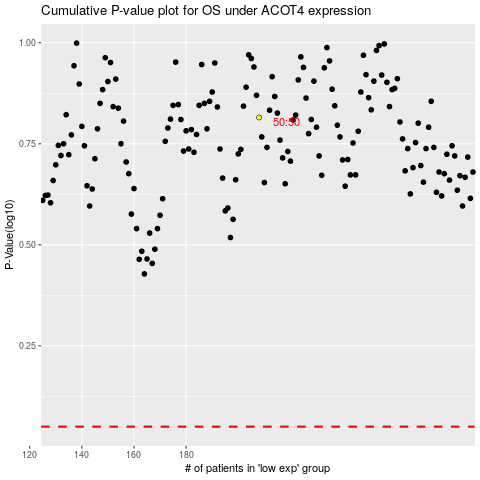 Cumulative P-value plot for OS under ACOT4 expression
1.00
0.75
0.50
0.25
50:50
P-Value(log10)
120 140 160 180
# of patients in 'low exp' group